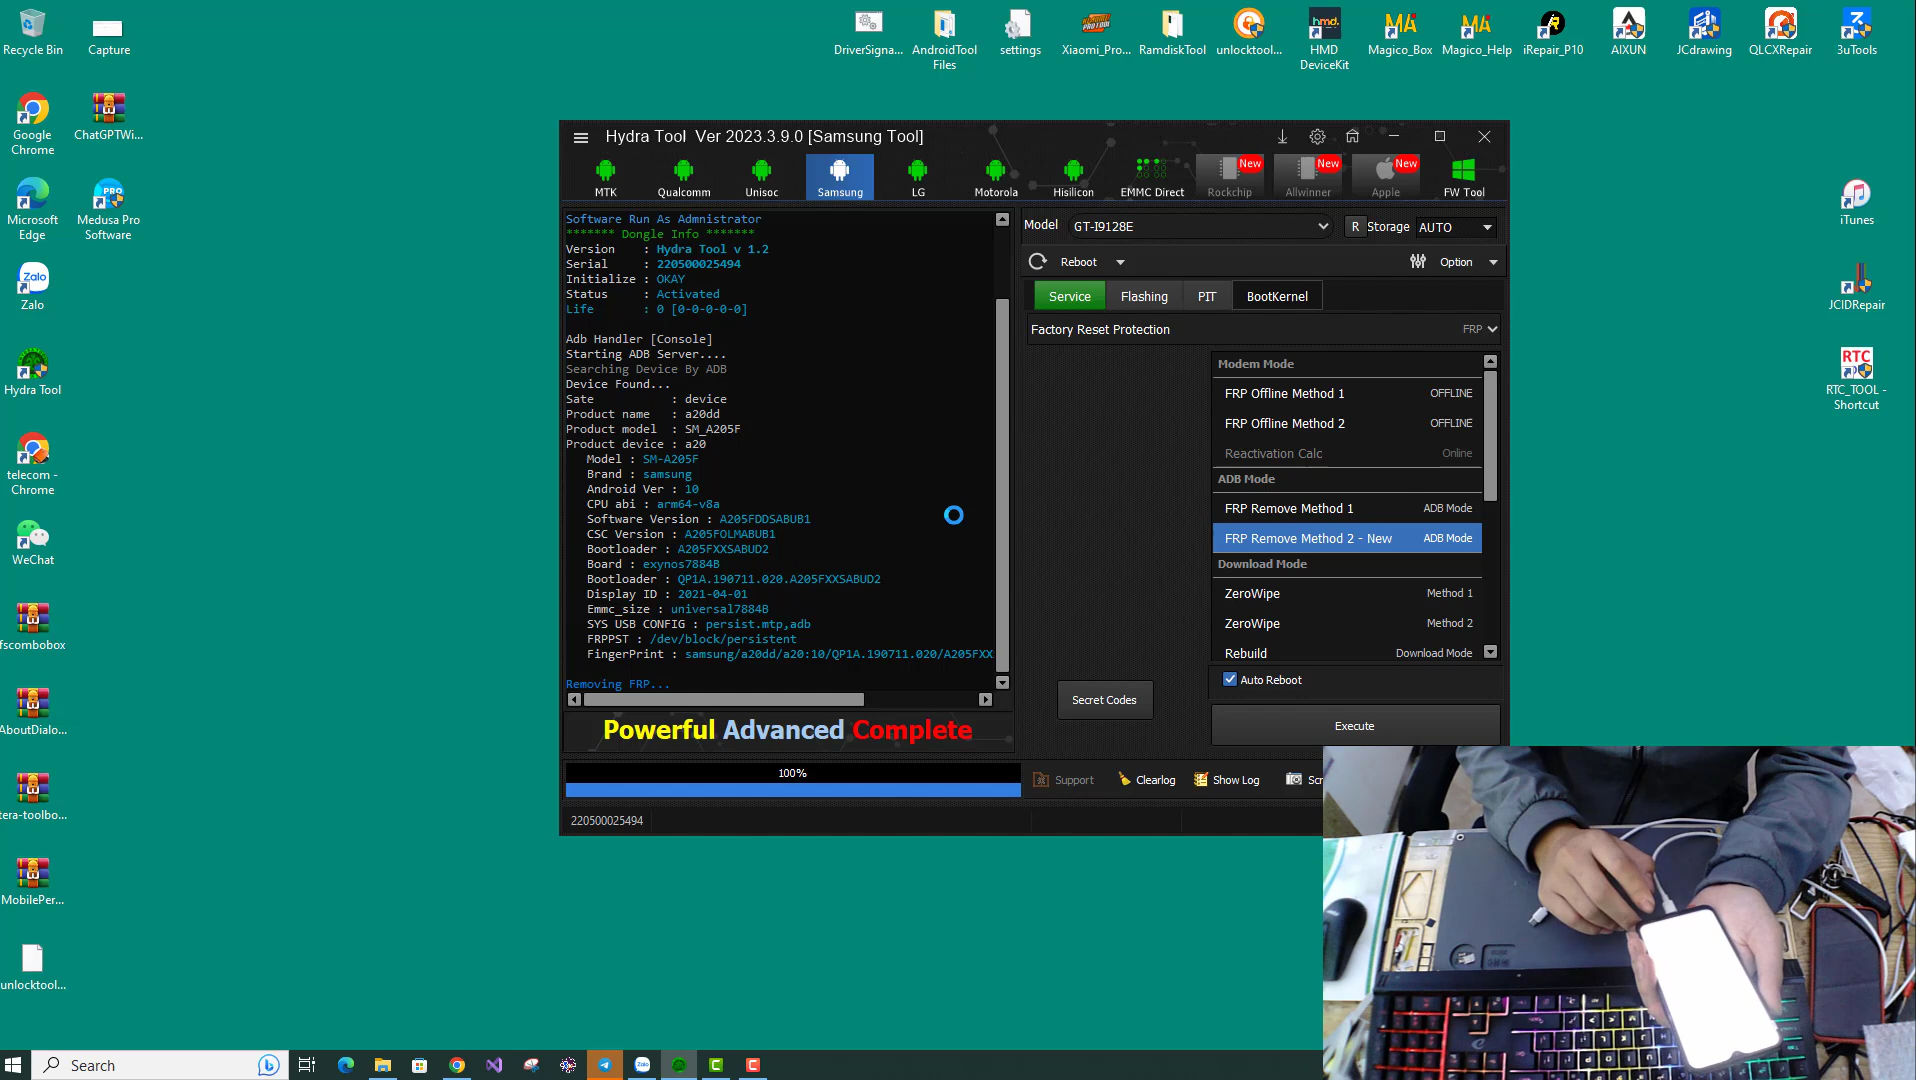 Recycle Bin
Capture
Google
Chrome
ChatGPTWi...
Microsoft
Edge
Medusa Pro
Software
Zalo
Hydra Tool
telecom -
Chrome
WeChat
fscombobox
AboutDialo...
tera-toolbo...
MobilePer...
unlocktool...
DriverSigna...
AndroidTool
Files
settings
Xiaomi_Pro...
RamdiskTool
unlocktool...
HMD
DeviceKit
Magico_Box
Magico_Help
iRepair_P10
AIXUN
JCdrawing
QLCXRepair
3uTools
iTunes
JCIDRepair
RTC_TOOL -
Shortcut
Hydra Tool Ver 2023.3.9.0 [Samsung Tool]
MTK
Qualcomm
Unisoc
Samsung
LG
Motorola
Hisilicon
EMMC Direct
New
Rockchip
New
Allwinner
New
Apple
FW Tool
Software Run As Admnistrator
******* Dongle Info *******
Version : Hydra Tool v 1.2
Serial : 220500025494
Initialize : OKAY
Status : Activated
Life : 0 [0-0-0-0-0]
Adb Handler [Console]
Starting ADB Server....
Searching Device By ADB
Device Found...
Sate : device
Product name : a20dd
Product model : SM_A205F
Product device : a20
Model : SM-A205F
Brand : samsung
Android Ver : 10
CPU abi : arm64-v8a
Software Version : A205FDDSABUB1
CSC Version : A205FOLMABUB1
Bootloader : A205FXXSABUD2
Board : exynos7884B
Bootloader : QP1A.190711.020.A205FXXSABUD2
Display ID : 2021-04-01
Emmc_size : universal7884B
SYS USB CONFIG : persist.mtp,adb
FRPPST : /dev/block/persistent
FingerPrint : samsung/a20dd/a20:10/QP1A.190711.020/A205FXX
Removing FRP...
Powerful Advanced Complete
100%
220500025494
Model GT-I9128E R Storage AUTO
Reboot
Option
Service
Flashing
PIT
BootKernel
Factory Reset Protection FRP
Modem Mode
FRP Offline Method 1 OFFLINE
FRP Offline Method 2 OFFLINE
Reactivation Calc Online
ADB Mode
FRP Remove Method 1 ADB Mode
FRP Remove Method 2 - New ADB Mode
Download Mode
ZeroWipe Method 1
ZeroWipe Method 2
Rebuild Download Mode
Auto Reboot
Secret Codes
Execute
Support
Clearlog
Show Log
Scr
Search